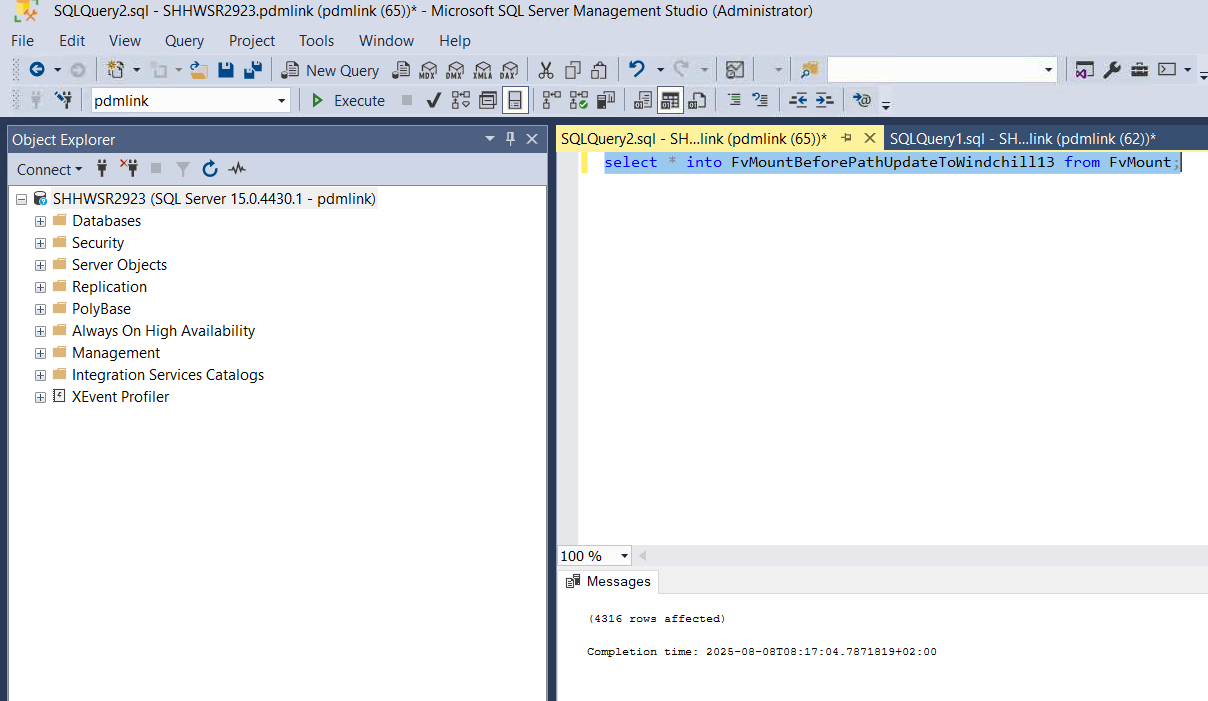 SQLQuery2.sql - SHHWSR2923.pdmlink (pdmlink (65))* - Microsoft SQL Server Management Studio (Administrator)
File Edit View Query Project Tools Window Help
New Query MDX DMX XMLA DAX
pdmlink Execute
Object Explorer
Connect
SHHWSR2923 (SQL Server 15.0.4430.1 - pdmlink)
Databases
Security
Server Objects
Replication
PolyBase
Always On High Availability
Management
Integration Services Catalogs
XEvent Profiler
SQLQuery2.sql - SH...link (pdmlink (65))* SQLQuery1.sql - SH...link (pdmlink (62))*
select * into FvMountBeforePathUpdateToWindchill13 from FvMount;
100 %
Messages
(4316 rows affected)
Completion time: 2025-08-08T08:17:04.7871819+02:00